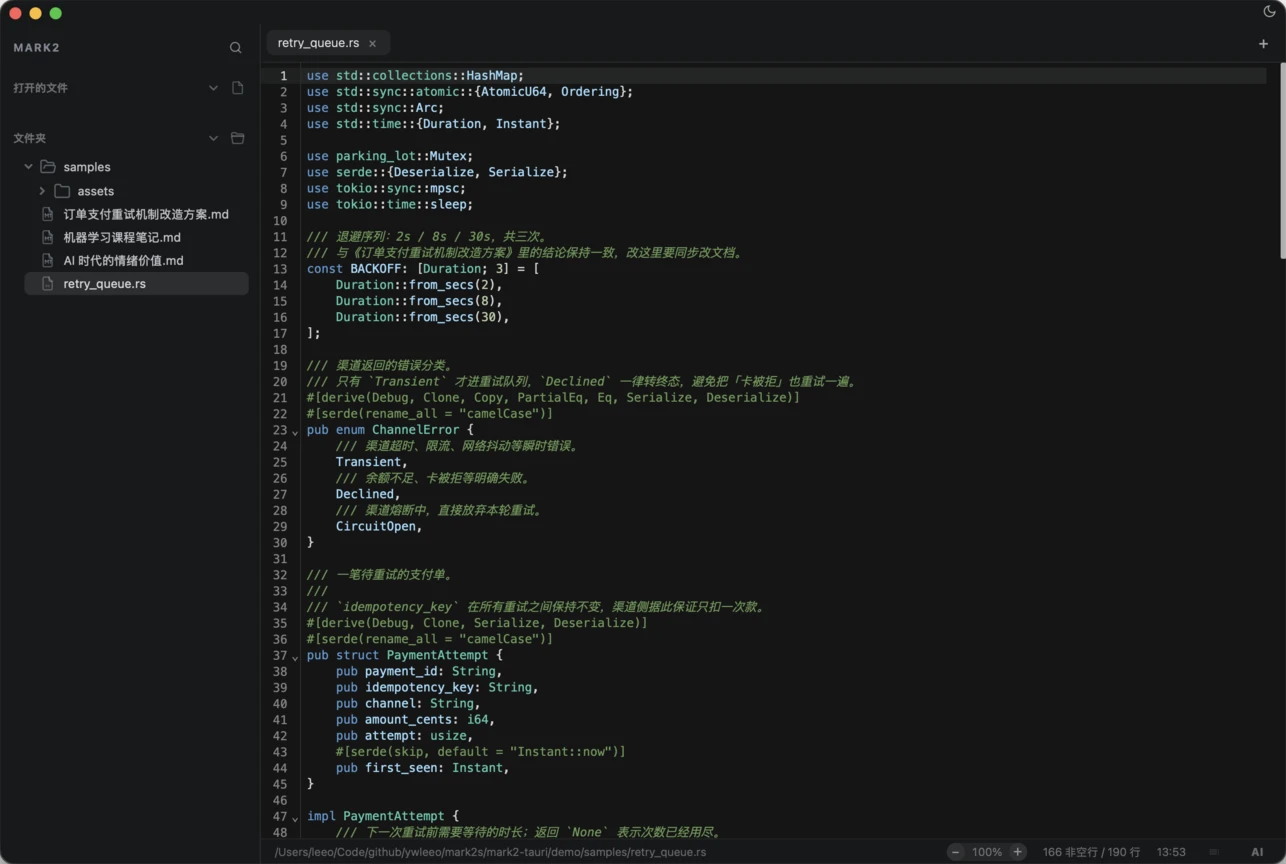 MARK2
打开的文件
文件夹
samples
assets
订单支付重试机制改造方案.md
机器学习课程笔记.md
AI 时代的情绪价值.md
retry_queue.rs
retry_queue.rs ×
+
1 use std::collections::HashMap;
2 use std::sync::atomic::{AtomicU64, Ordering};
3 use std::sync::Arc;
4 use std::time::{Duration, Instant};
5
6 use parking_lot::Mutex;
7 use serde::{Deserialize, Serialize};
8 use tokio::sync::mpsc;
9 use tokio::time::sleep;
10
11 /// 退避序列：2s / 8s / 30s，共三次。
12 /// 与《订单支付重试机制改造方案》里的结论保持一致，改这里要同步改文档。
13 const BACKOFF: [Duration; 3] = [
14     Duration::from_secs(2),
15     Duration::from_secs(8),
16     Duration::from_secs(30),
17 ];
18
19 /// 渠道返回的错误分类。
20 /// 只有 `Transient` 才进重试队列，`Declined` 一律转终态，避免把「卡被拒」也重试一遍。
21 #[derive(Debug, Clone, Copy, PartialEq, Eq, Serialize, Deserialize)]
22 #[serde(rename_all = "camelCase")]
23 pub enum ChannelError {
24     /// 渠道超时、限流、网络抖动等瞬时错误。
25     Transient,
26     /// 余额不足、卡被拒等明确失败。
27     Declined,
28     /// 渠道熔断中，直接放弃本轮重试。
29     CircuitOpen,
30 }
31
32 /// 一笔待重试的支付单。
33 ///
34 /// `idempotency_key` 在所有重试之间保持不变，渠道侧据此保证只扣一次款。
35 #[derive(Debug, Clone, Serialize, Deserialize)]
36 #[serde(rename_all = "camelCase")]
37 pub struct PaymentAttempt {
38     pub payment_id: String,
39     pub idempotency_key: String,
40     pub channel: String,
41     pub amount_cents: i64,
42     pub attempt: usize,
43     #[serde(skip, default = "Instant::now")]
44     pub first_seen: Instant,
45 }
46
47 impl PaymentAttempt {
48     /// 下一次重试前需要等待的时长；返回 `None` 表示次数已经用尽。
/Users/leeo/Code/github/ywleeo/mark2s/mark2-tauri/demo/samples/retry_queue.rs
− 100% + 166 非空行 / 190 行 13:53 AI